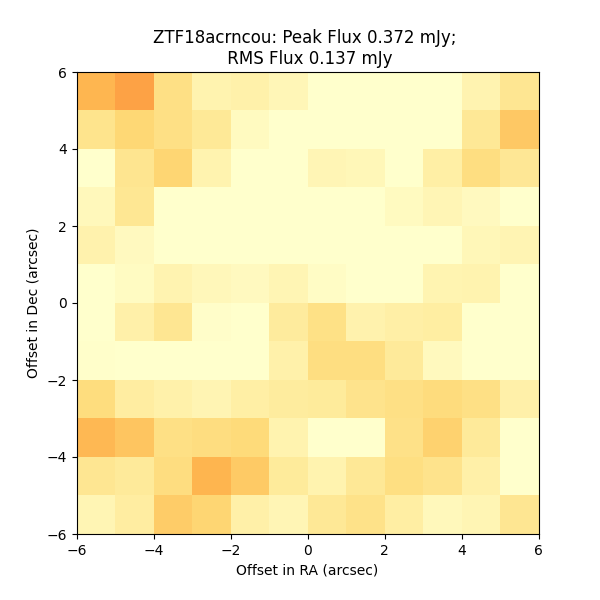 ZTF18acrncou: Peak Flux 0.372 mJy;
RMS Flux 0.137 mJy
6
4
2
0
−2
−4
−6
Offset in Dec (arcsec)
−6 −4 −2 0 2 4 6
Offset in RA (arcsec)